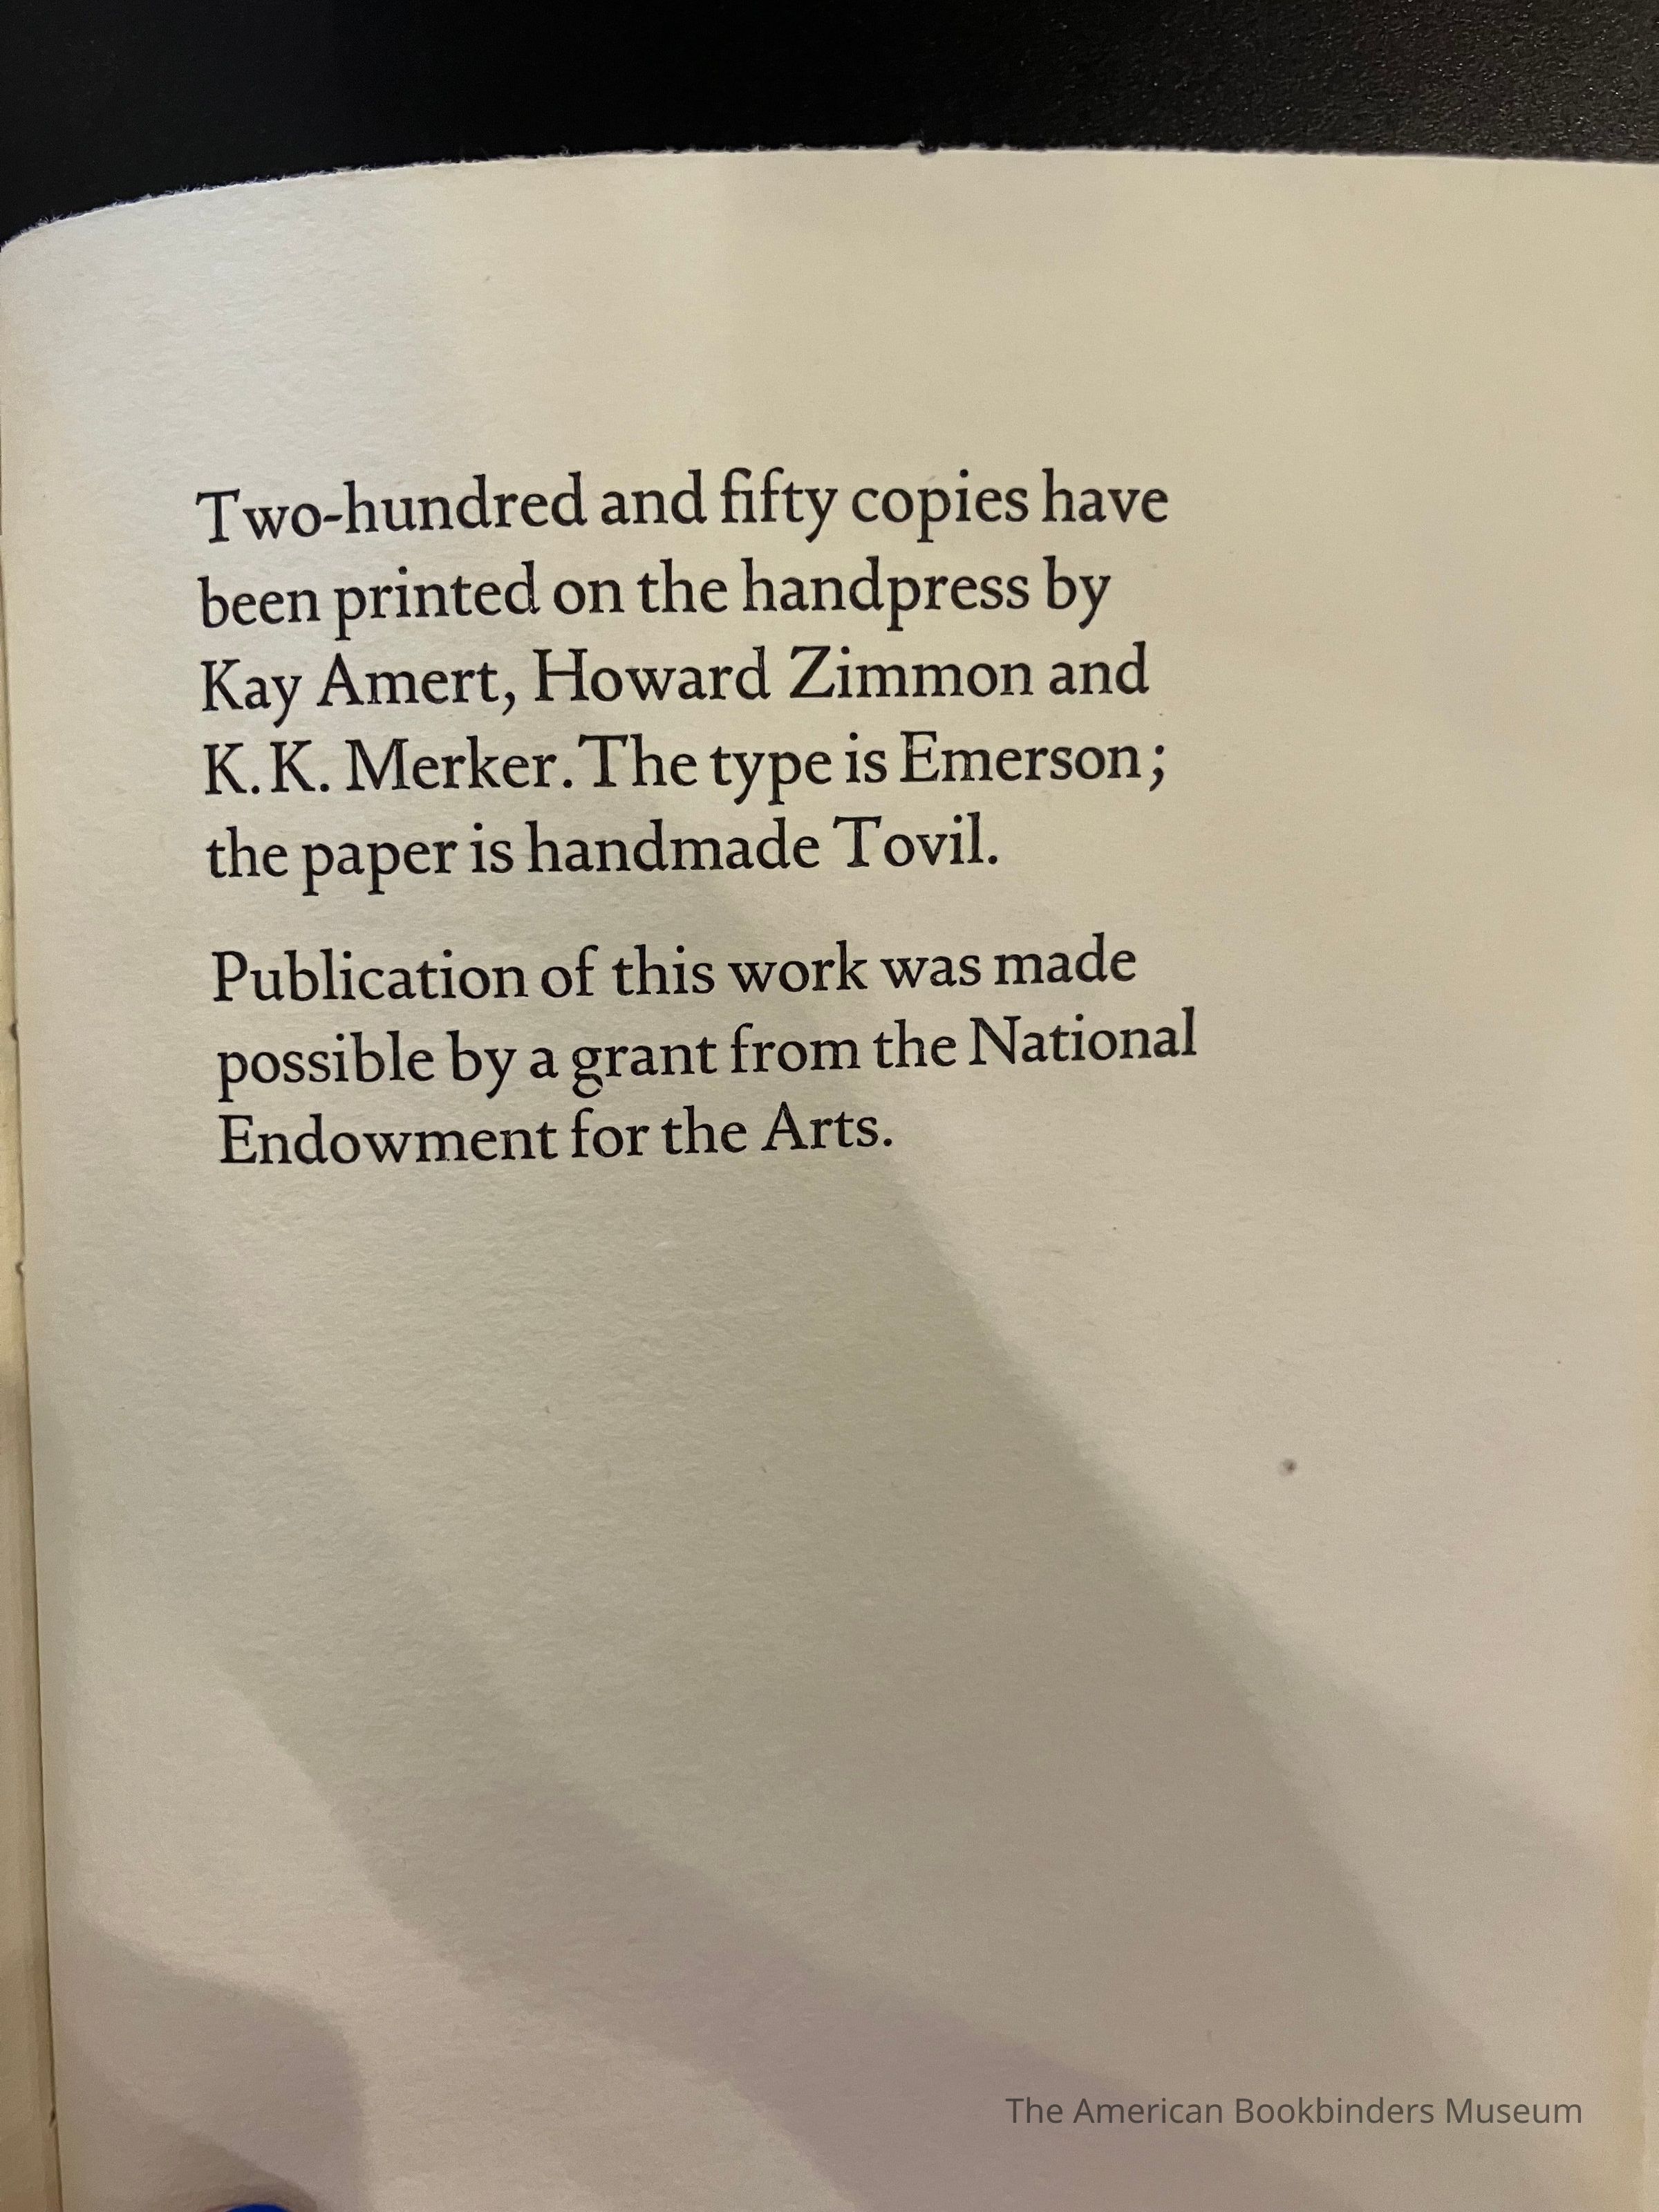 Two-hundred and fifty copies have
been printed on the handpress by
Kay Amert, Howard Zimmon and
K.K. Merker. The type is Emerson;
the paper is handmade Tovil.
Publication of this work was made
possible by a grant from the National
Endowment for the Arts.
The American Bookbinders Museum